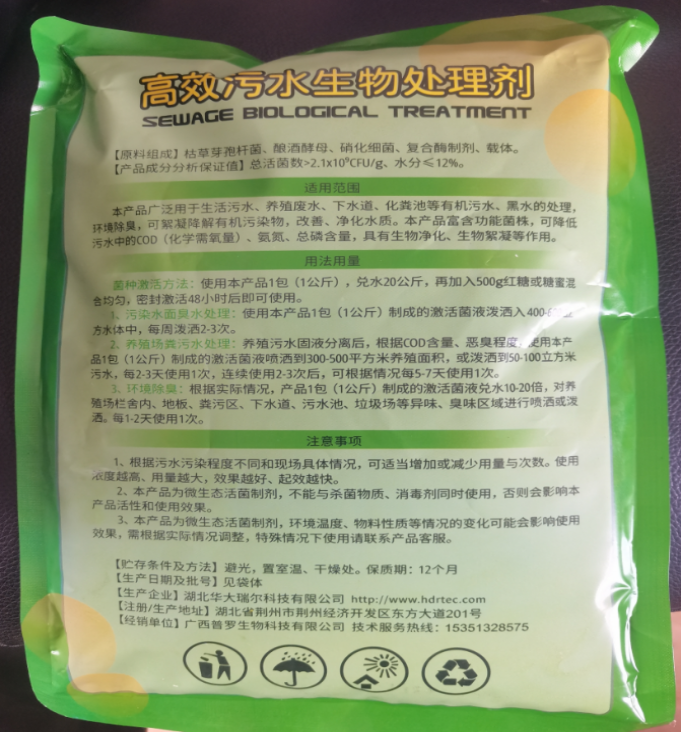 高效污水生物处理剂
SEWAGE BIOLOGICAL TREATMENT
【原料组成】枯草芽孢杆菌、酿酒酵母、硝化细菌、复合酶制剂、载体。
【产品成分分析保证值】总活菌数>2.1x10⁹CFU/g、水分≤12%。
适用范围
本产品广泛用于生活污水、养殖废水、下水道、化粪池等有机污水、黑水的处理,
环境除臭,可絮凝降解有机污染物,改善、净化水质。本产品富含功能菌株,可降低
污水中的COD(化学需氧量)、氨氮、总磷含量,具有生物净化、生物絮凝等作用。
用法用量
菌种激活方法:使用本产品1包(1公斤),兑水20公斤,再加入500g红糖或糖蜜混
合均匀,密封激活48小时后即可使用。
1、污染水面臭水处理:使用本产品1包(1公斤)制成的激活菌液泼洒入400-
方水体中,每周泼洒2-3次。
2、养殖场粪污水处理:养殖污水固液分离后,根据COD含量、恶臭程度,使用本产
品1包(1公斤)制成的激活菌液喷洒到300-500平方米养殖面积,或泼洒到50-100立方米
污水,每2-3天使用1次,连续使用2-3次后,可根据情况每5-7天使用1次。
3、环境除臭:根据实际情况,产品1包(1公斤)制成的激活菌液兑水10-20倍,对养
殖场栏舍内、地板、粪污区、下水道、污水池、垃圾场等异味、臭味区域进行喷洒或泼
洒。每1-2天使用1次。
注意事项
1、根据污水污染程度不同和现场具体情况,可适当增加或减少用量与次数。使用
浓度越高、用量越大,效果越好、起效越快。
2、本产品为微生态活菌制剂,不能与杀菌物质、消毒剂同时使用,否则会影响本
产品活性和使用效果。
3、本产品为微生态活菌制剂,环境温度、物料性质等情况的变化可能会影响使用
效果,需根据实际情况调整,特殊情况下使用请联系产品客服。
【贮存条件及方法】避光,置室温、干燥处。保质期:12个月
【生产日期及批号】见袋体
【生产企业】湖北华大瑞尔科技有限公司 http://www.hdrtec.com
【注册/生产地址】湖北省荆州市荆州经济开发区东方大道201号
【经销单位】广西普罗生物科技有限公司 技术服务热线:15351328575